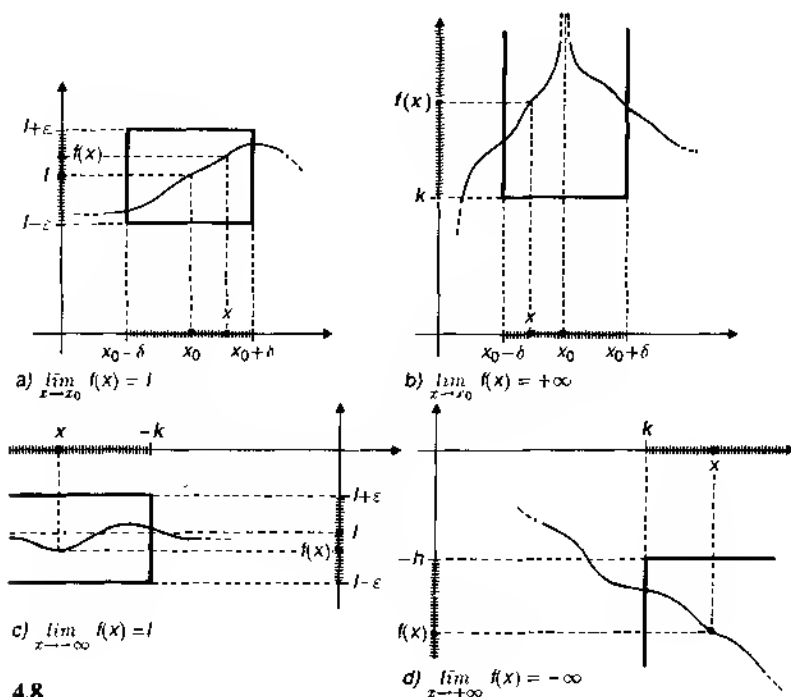 l+ε
f(x)
l
l−ε
x
x₀−δ x₀ x₀+δ
a) lim f(x) = l
x→x₀
f(x)
k
x
x₀−δ x₀ x₀+δ
b) lim f(x) = +∞
x→x₀
x −k
l+ε
l
f(x)
l−ε
c) lim f(x) = l
x→−∞
k
x
−h
f(x)
d) lim f(x) = −∞
x→+∞
4.8